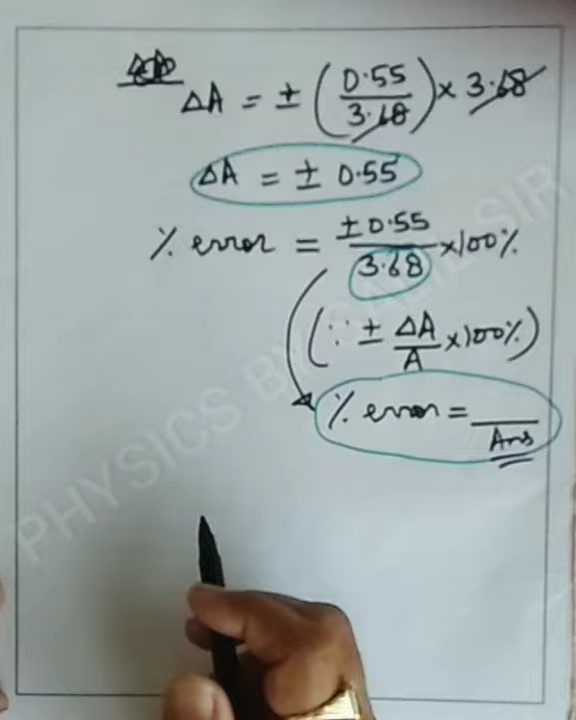 ΔA = ± (0.55/3.68) × 3.68
ΔA = ± 0.55
% error = ±0.55/3.68 ×100%
(∵ ± ΔA/A ×100%)
% error = ___
Ans
PHYSICS BY SIR